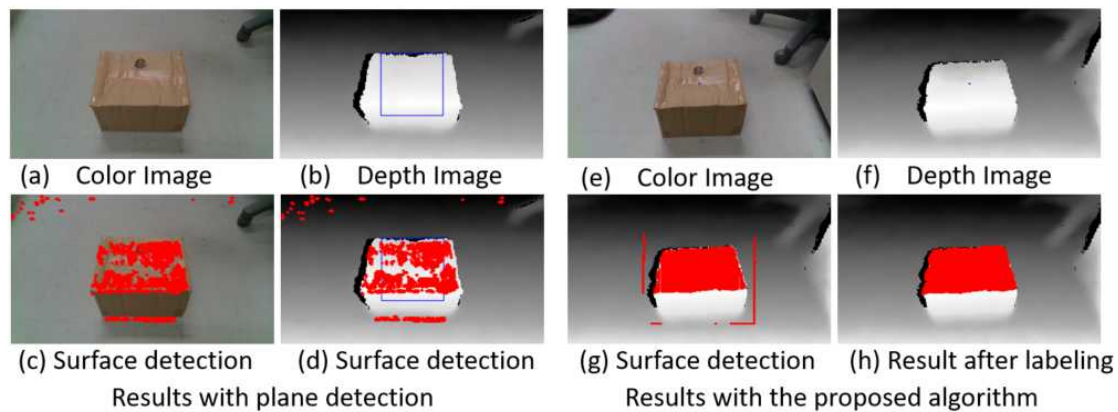 (a) Color Image
(b) Depth Image
(e) Color Image
(f) Depth Image
(c) Surface detection
(d) Surface detection
(g) Surface detection
(h) Result after labeling
Results with plane detection
Results with the proposed algorithm